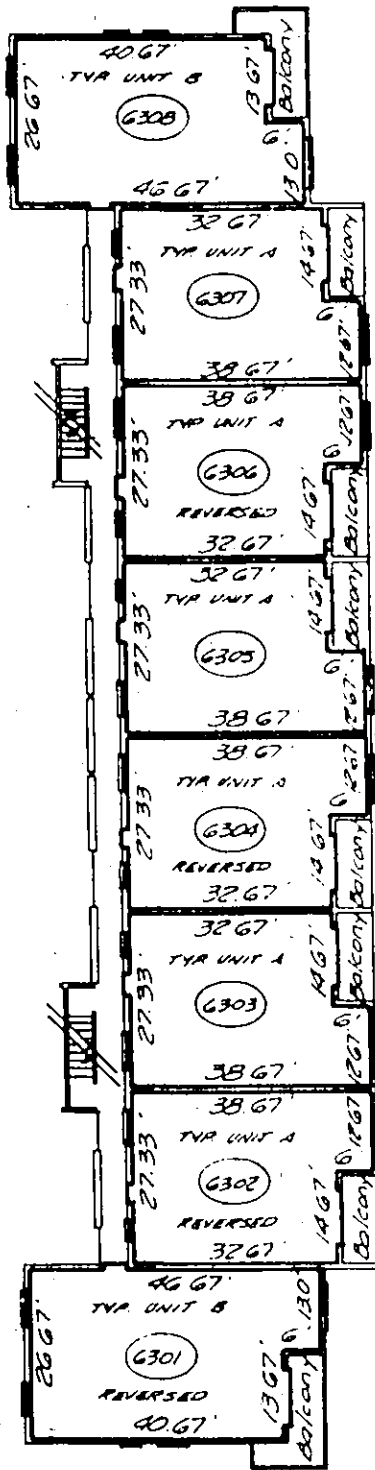 40.67'
TYP. UNIT B
6308
26.67
46.67'
13.67'
6
13.0'
Balcony
32.67'
TYP. UNIT A
6307
27.33'
38.67'
14.67'
6
12.67'
Balcony
38.67'
TYP. UNIT A
6306
REVERSED
27.33'
32.67'
12.67'
6
14.67'
Balcony
32.67'
TYP. UNIT A
6305
27.33'
38.67
14.67'
6
12.67'
Balcony
38.67
TYP. UNIT A
6304
REVERSED
27.33'
32.67'
12.67'
6
14.67'
Balcony
32.67'
TYP. UNIT A
6303
27.33'
38.67
14.67'
6
12.67'
Balcony
38.67
TYP. UNIT A
6302
REVERSED
27.33'
32.67'
12.67
6
14.67'
Balcony
46.67'
TYP. UNIT B
6301
REVERSED
26.67
40.67'
13.0'
6
13.67'
Balcony